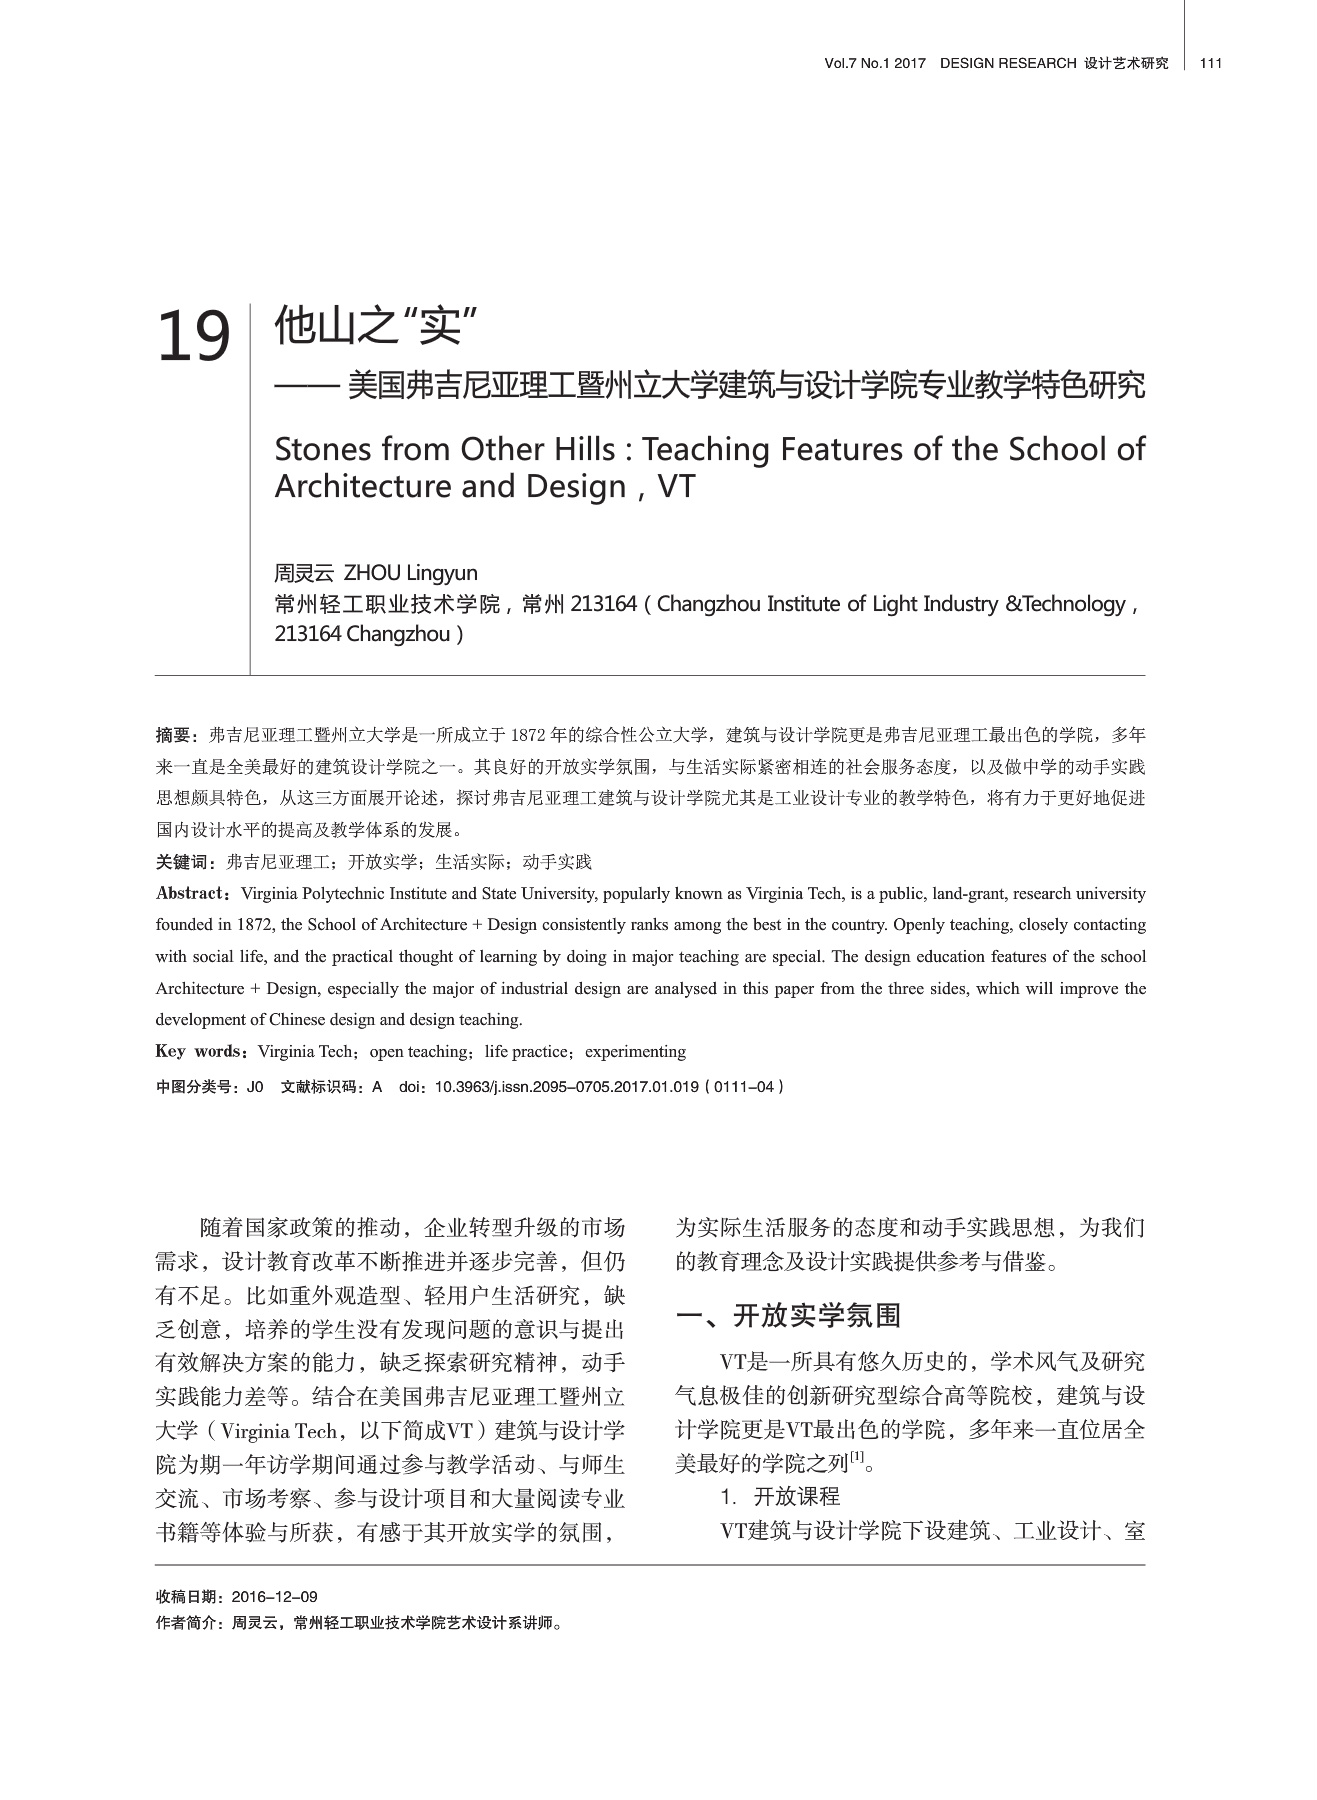 Vol.7 No.1 2017 DESIGN RESEARCH 设计艺术研究 111
19
他山之“实”
—— 美国弗吉尼亚理工暨州立大学建筑与设计学院专业教学特色研究
Stones from Other Hills : Teaching Features of the School of
Architecture and Design , VT
周灵云 ZHOU Lingyun
常州轻工职业技术学院，常州 213164（Changzhou Institute of Light Industry &Technology，
213164 Changzhou）
摘要：弗吉尼亚理工暨州立大学是一所成立于 1872 年的综合性公立大学，建筑与设计学院更是弗吉尼亚理工最出色的学院，多年
来一直是全美最好的建筑设计学院之一。其良好的开放实学氛围，与生活实际紧密相连的社会服务态度，以及做中学的动手实践
思想颇具特色，从这三方面展开论述，探讨弗吉尼亚理工建筑与设计学院尤其是工业设计专业的教学特色，将有力于更好地促进
国内设计水平的提高及教学体系的发展。
关键词：弗吉尼亚理工；开放实学；生活实际；动手实践
Abstract：Virginia Polytechnic Institute and State University, popularly known as Virginia Tech, is a public, land-grant, research university
founded in 1872, the School of Architecture + Design consistently ranks among the best in the country. Openly teaching, closely contacting
with social life, and the practical thought of learning by doing in major teaching are special. The design education features of the school
Architecture + Design, especially the major of industrial design are analysed in this paper from the three sides, which will improve the
development of Chinese design and design teaching.
Key words：Virginia Tech；open teaching；life practice；experimenting
中图分类号：J0 文献标识码：A doi：10.3963/j.issn.2095–0705.2017.01.019（0111–04）
随着国家政策的推动，企业转型升级的市场
需求，设计教育改革不断推进并逐步完善，但仍
有不足。比如重外观造型、轻用户生活研究，缺
乏创意，培养的学生没有发现问题的意识与提出
有效解决方案的能力，缺乏探索研究精神，动手
实践能力差等。结合在美国弗吉尼亚理工暨州立
大学（Virginia Tech，以下简成VT）建筑与设计学
院为期一年访学期间通过参与教学活动、与师生
交流、市场考察、参与设计项目和大量阅读专业
书籍等体验与所获，有感于其开放实学的氛围，
为实际生活服务的态度和动手实践思想，为我们
的教育理念及设计实践提供参考与借鉴。
一、开放实学氛围
VT是一所具有悠久历史的，学术风气及研究
气息极佳的创新研究型综合高等院校，建筑与设
计学院更是VT最出色的学院，多年来一直位居全
美最好的学院之列[1]。
1. 开放课程
VT建筑与设计学院下设建筑、工业设计、室
收稿日期：2016–12–09
作者简介：周灵云，常州轻工职业技术学院艺术设计系讲师。